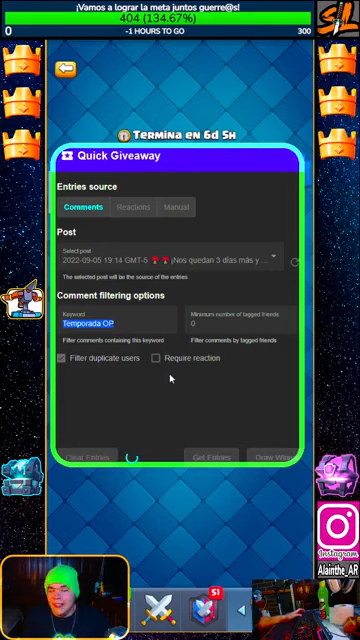 ¡Vamos a lograr la meta juntos guerre@s!
404 (134.67%)
0
-1 HOURS TO GO
300
Termina en 6d 5h
Quick Giveaway
Entries source
Comments
Reactions
Manual
Post
Select post
2022-09-05 19:14 GMT-5 🌹🌹¡Nos quedan 3 días más y ...
The selected post will be the source of the entries
Comment filtering options
Keyword
Minimum number of tagged friends
Temporada OP
0
Filter comments containing this keyword
Filter comments by tagged friends
Filter duplicate users
Require reaction
Clear Entries
Get Entries
Draw Winn
Instagram
Alainthe_AR
51